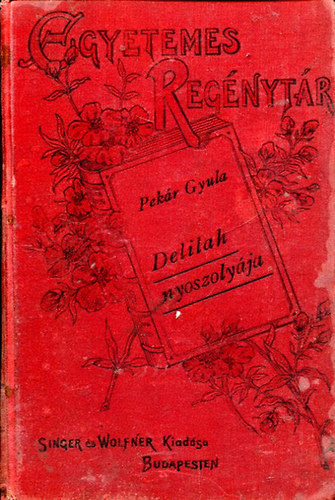 EGYETEMES
REGÉNYTÁR
Pekár Gyula
Delilah
nyoszolyája
SINGER és WOLFNER Kiadása
BUDAPESTEN